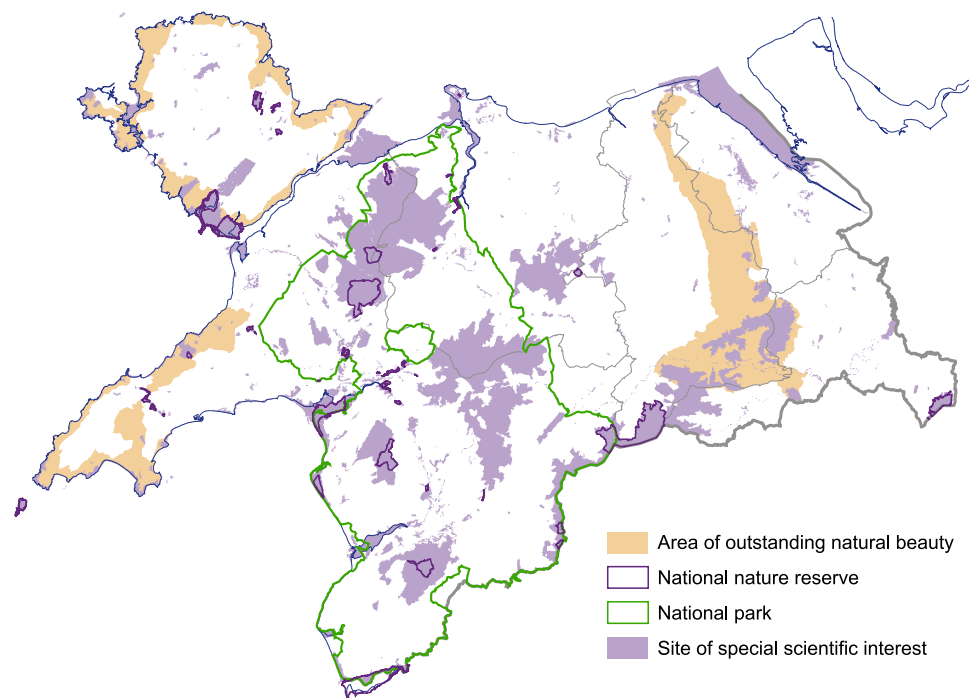 Area of outstanding natural beauty
National nature reserve
National park
Site of special scientific interest